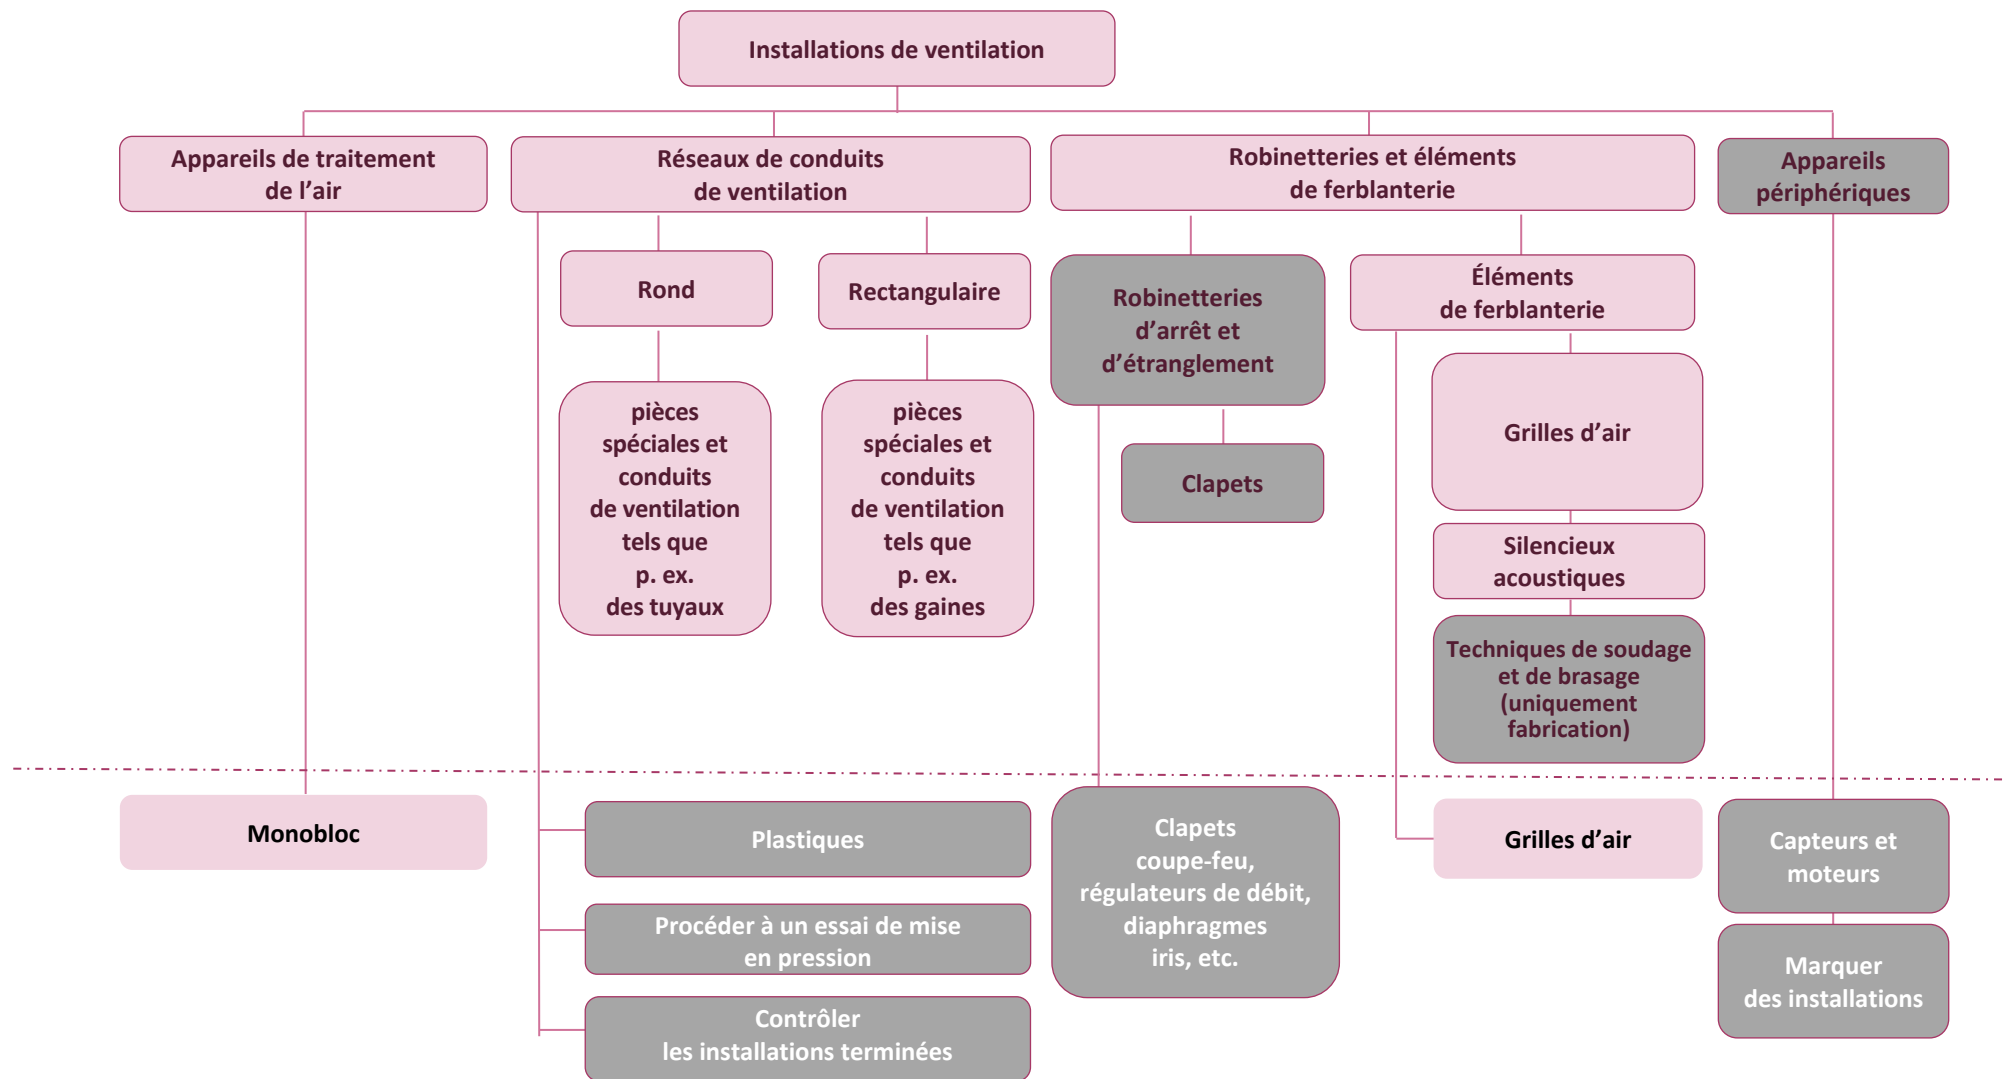 Installations de ventilation
Appareils de traitement
de l’air
Réseaux de conduits
de ventilation
Robinetteries et éléments
de ferblanterie
Appareils
périphériques
Rond
Rectangulaire
Robinetteries
d’arrêt et
d’étranglement
Éléments
de ferblanterie
pièces
spéciales et
conduits
de ventilation
tels que
p. ex.
des tuyaux
pièces
spéciales et
conduits
de ventilation
tels que
p. ex.
des gaines
Clapets
Grilles d’air
Silencieux
acoustiques
Techniques de soudage
et de brasage
(uniquement
fabrication)
Monobloc
Plastiques
Procéder à un essai de mise
en pression
Contrôler
les installations terminées
Clapets
coupe-feu,
régulateurs de débit,
diaphragmes
iris, etc.
Grilles d’air
Capteurs et
moteurs
Marquer
des installations